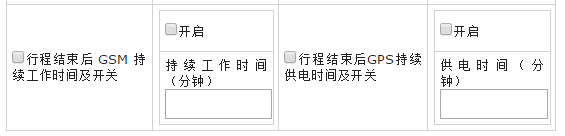 行程结束后 GSM 持
续工作时间及开关
开启
持续工作时间
（分钟）
行程结束后GPS持续
供电时间及开关
开启
供电时间（分
钟）